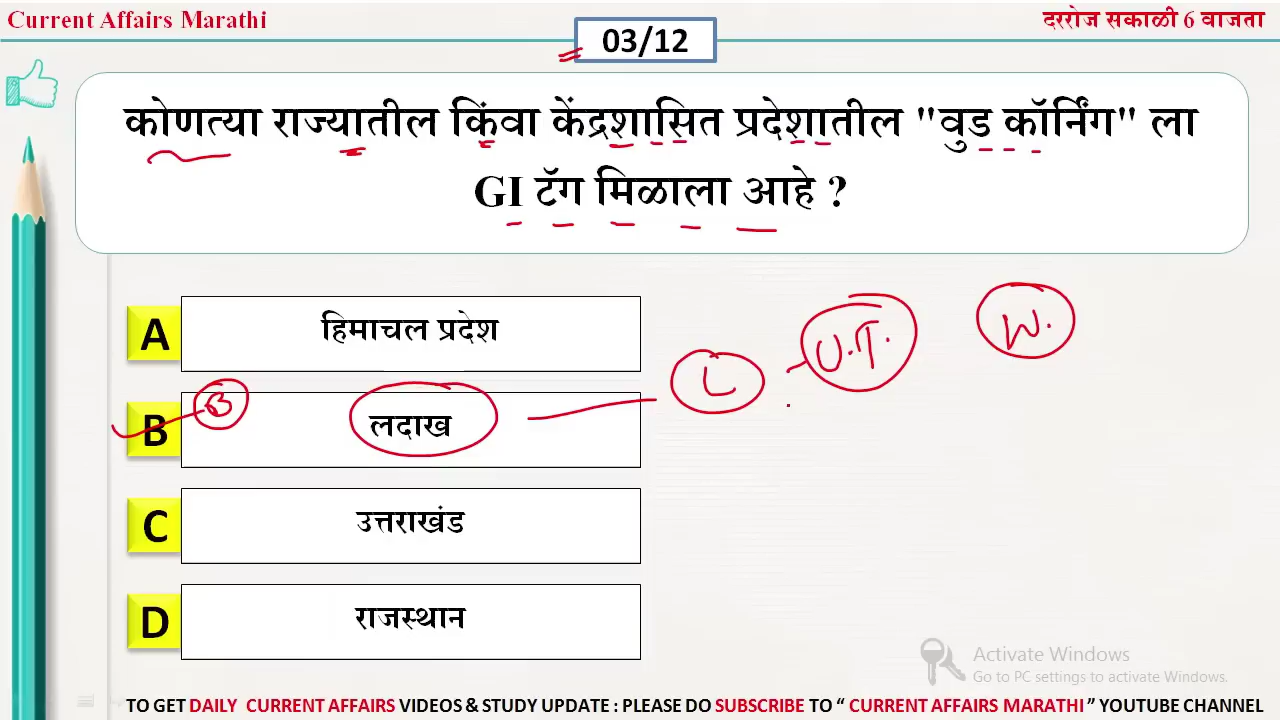 Current Affairs Marathi
दररोज सकाळी 6 वाजता
03/12
कोणत्या राज्यातील किंवा केंद्रशासित प्रदेशातील "वुड कॉर्निंग" ला
GI टॅग मिळाला आहे ?
A हिमाचल प्रदेश
B लदाख
B
L
U.T.
W.
C उत्तराखंड
D राजस्थान
Activate Windows
Go to PC settings to activate Windows.
TO GET DAILY CURRENT AFFAIRS VIDEOS & STUDY UPDATE : PLEASE DO SUBSCRIBE TO “ CURRENT AFFAIRS MARATHI ” YOUTUBE CHANNEL